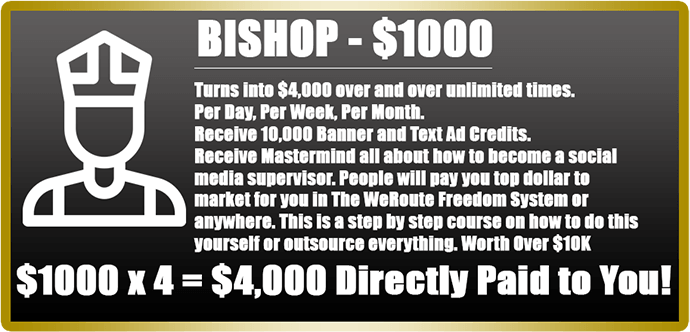 BISHOP - $1000
Turns into $4,000 over and over unlimited times.
Per Day, Per Week, Per Month.
Receive 10,000 Banner and Text Ad Credits.
Receive Mastermind all about how to become a social
media supervisor. People will pay you top dollar to
market for you in The WeRoute Freedom System or
anywhere. This is a step by step course on how to do this
yourself or outsource everything. Worth Over $10K
$1000 x 4 = $4,000 Directly Paid to You!